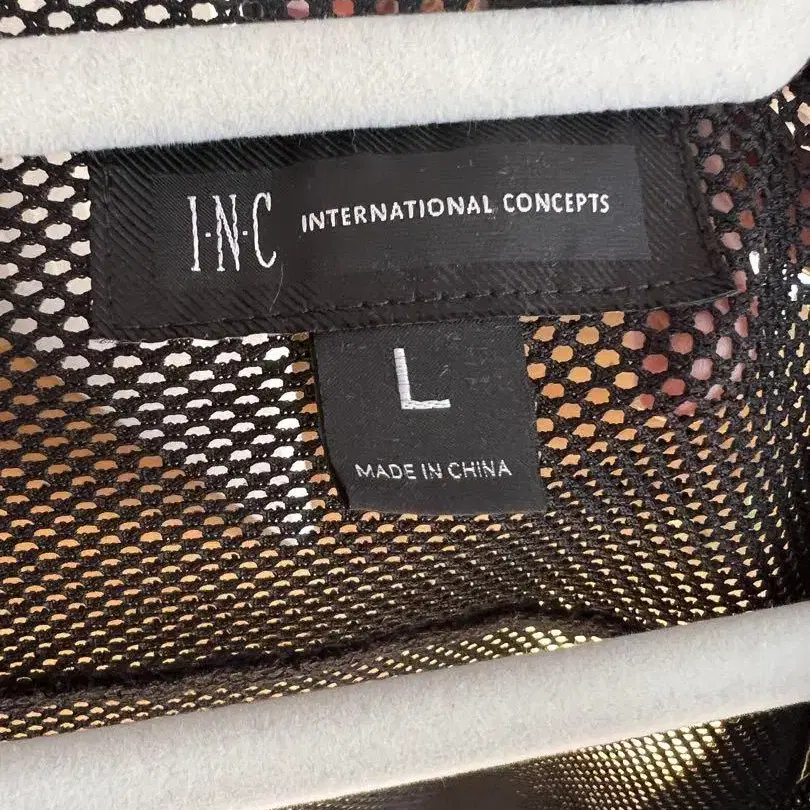 I·N·C INTERNATIONAL CONCEPTS
L
MADE IN CHINA